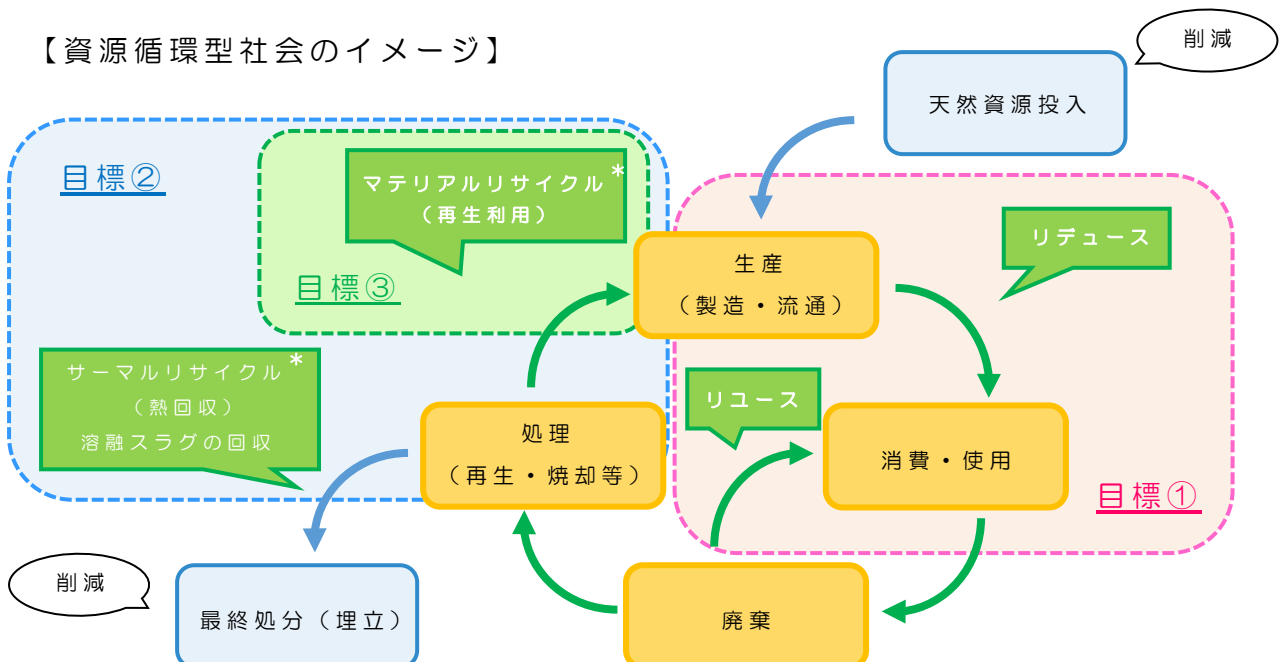 【資源循環型社会のイメージ】
削減
天然資源投入
目標②
マテリアルリサイクル*
（再生利用）
リデュース
生産
（製造・流通）
目標③
サーマルリサイクル*
（熱回収）
溶融スラグの回収
リユース
処理
（再生・焼却等）
消費・使用
目標①
削減
最終処分（埋立）
廃棄